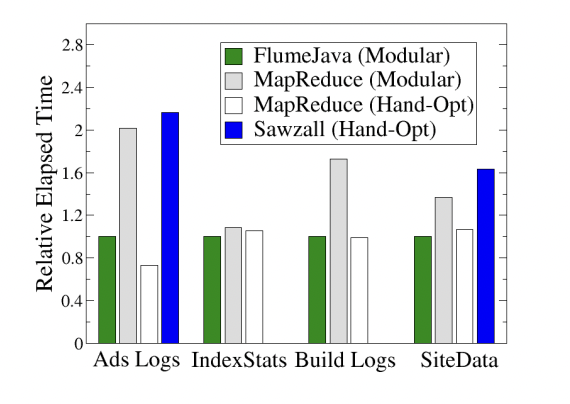 Relative Elapsed Time
2.8
2.4
2
1.6
1.2
0.8
0.4
0
FlumeJava (Modular)
MapReduce (Modular)
MapReduce (Hand-Opt)
Sawzall (Hand-Opt)
Ads Logs IndexStats Build Logs SiteData